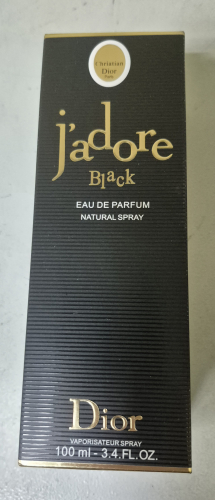 Christian
Dior
j'adore
Black
EAU DE PARFUM
NATURAL SPRAY
Dior
VAPORISATEUR SPRAY
100 ml - 3.4.FL.OZ.